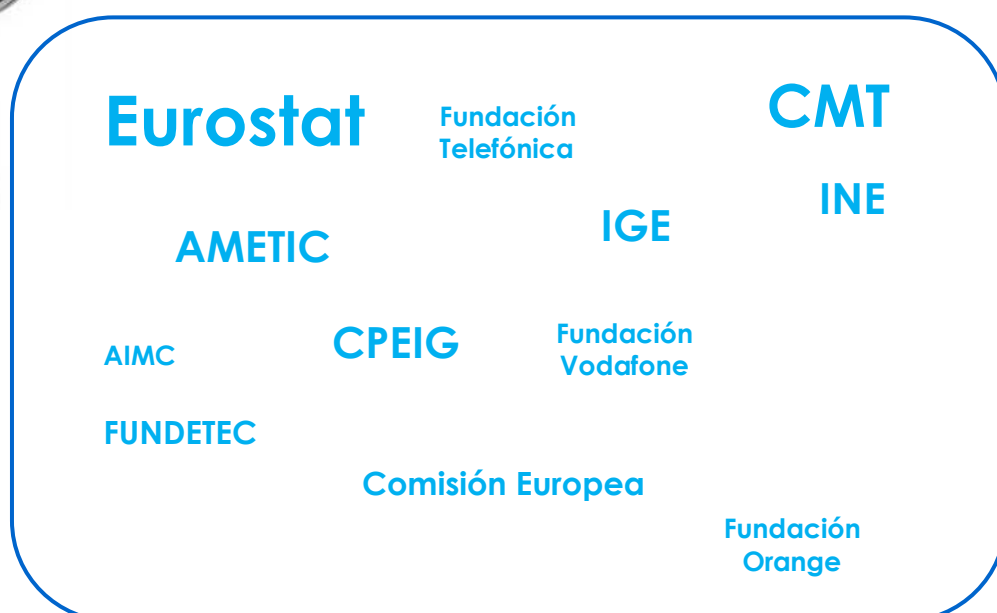 Eurostat
Fundación
Telefónica
CMT
INE
IGE
AMETIC
CPEIG
Fundación
Vodafone
AIMC
FUNDETEC
Comisión Europea
Fundación
Orange